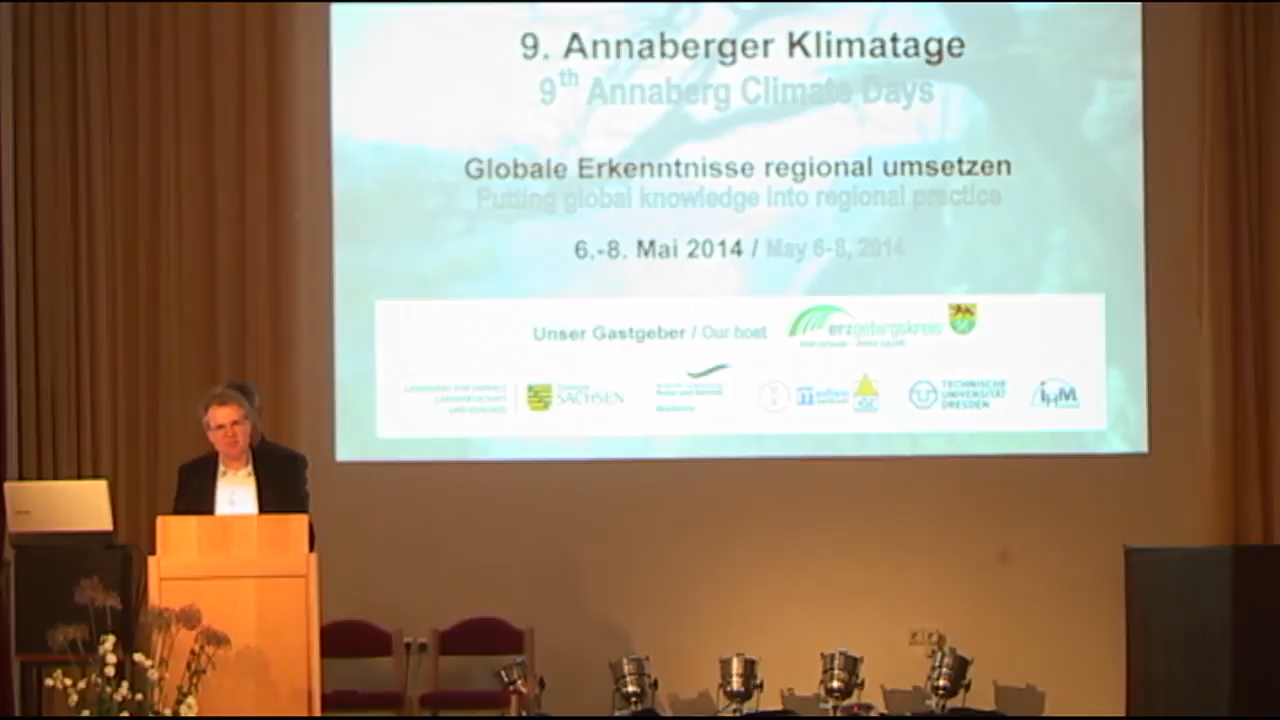 9. Annaberger Klimatage
9th Annaberg Climate Days
Globale Erkenntnisse regional umsetzen
Putting global knowledge into regional practice
6.-8. Mai 2014 / May 6-8, 2014
Unser Gastgeber / Our host
erzgebirgskreis
SACHSEN
TECHNISCHE
UNIVERSITÄT
DRESDEN